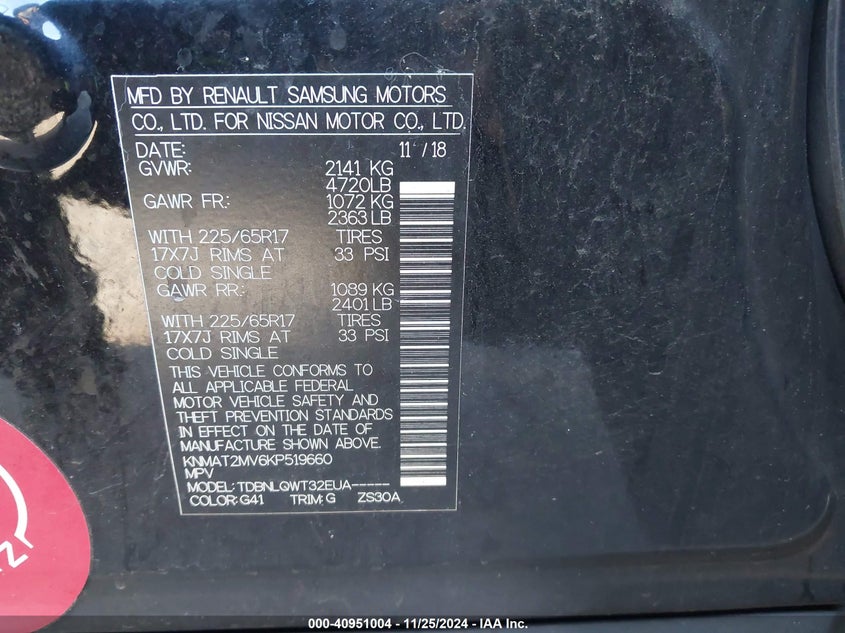 MFD BY RENAULT SAMSUNG MOTORS
CO., LTD. FOR NISSAN MOTOR CO., LTD.
DATE: 11 / 18
GVWR: 2141 KG
4720LB
GAWR FR: 1072 KG
2363 LB
WITH 225/65R17 TIRES
17X7J RIMS AT 33 PSI
COLD SINGLE
GAWR RR: 1089 KG
2401 LB
WITH 225/65R17 TIRES
17X7J RIMS AT 33 PSI
COLD SINGLE
THIS VEHICLE CONFORMS TO
ALL APPLICABLE FEDERAL
MOTOR VEHICLE SAFETY AND
THEFT PREVENTION STANDARDS
IN EFFECT ON THE DATE OF
MANUFACTURE SHOWN ABOVE.
KNMAT2MV6KP519660
MPV
MODEL: TDBNLQWT32EUA-----
COLOR: G41 TRIM: G ZS30A
000-40951004 - 11/25/2024 - IAA Inc.